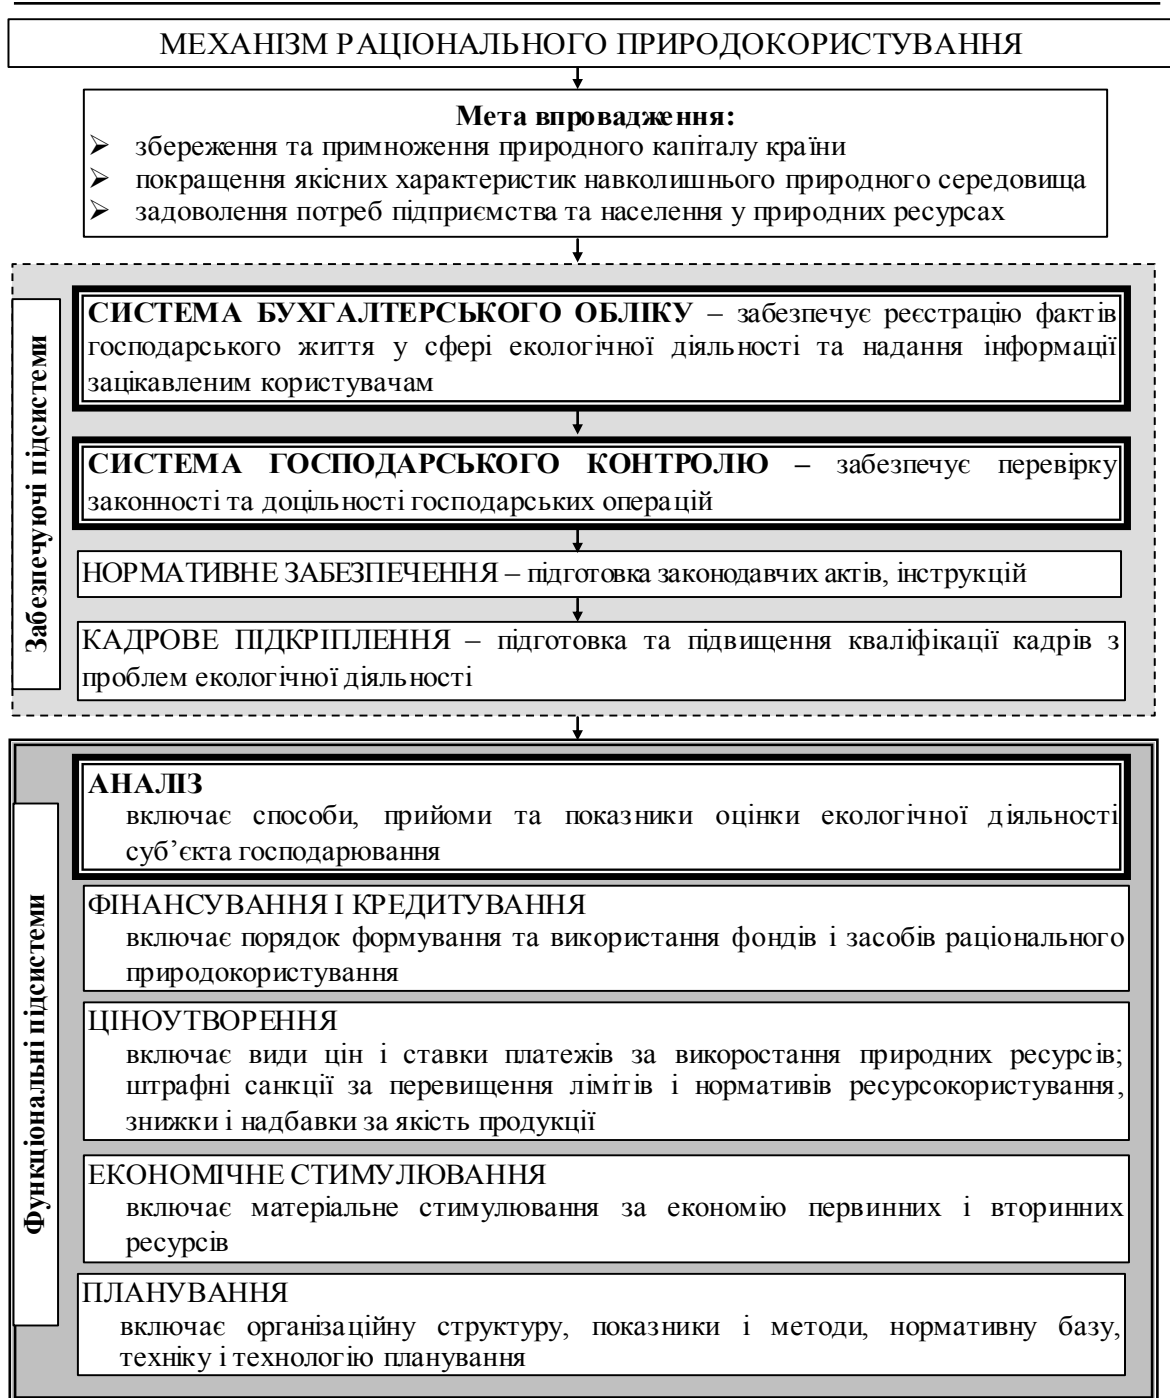 МЕХАНІЗМ РАЦІОНАЛЬНОГО ПРИРОДОКОРИСТУВАННЯ
Мета впровадження:
➢ збереження та примноження природного капіталу країни
➢ покращення якісних характеристик навколишнього природного середовища
➢ задоволення потреб підприємства та населення у природних ресурсах
Забезпечуючі підсистеми
СИСТЕМА БУХГАЛТЕРСЬКОГО ОБЛІКУ – забезпечує реєстрацію фактів
господарського життя у сфері екологічної діяльності та надання інформації
зацікавленим користувачам
СИСТЕМА ГОСПОДАРСЬКОГО КОНТРОЛЮ – забезпечує перевірку
законності та доцільності господарських операцій
НОРМАТИВНЕ ЗАБЕЗПЕЧЕННЯ – підготовка законодавчих актів, інструкцій
КАДРОВЕ ПІДКРІПЛЕННЯ – підготовка та підвищення кваліфікації кадрів з
проблем екологічної діяльності
Функціональні підсистеми
АНАЛІЗ
включає способи, прийоми та показники оцінки екологічної діяльності
суб’єкта господарювання
ФІНАНСУВАННЯ І КРЕДИТУВАННЯ
включає порядок формування та використання фондів і засобів раціонального
природокористування
ЦІНОУТВОРЕННЯ
включає види цін і ставки платежів за викоростання природних ресурсів;
штрафні санкції за перевищення лімітів і нормативів ресурсокористування,
знижки і надбавки за якість продукції
ЕКОНОМІЧНЕ СТИМУЛЮВАННЯ
включає матеріальне стимулювання за економію первинних і вторинних
ресурсів
ПЛАНУВАННЯ
включає організаційну структуру, показники і методи, нормативну базу,
техніку і технологію планування